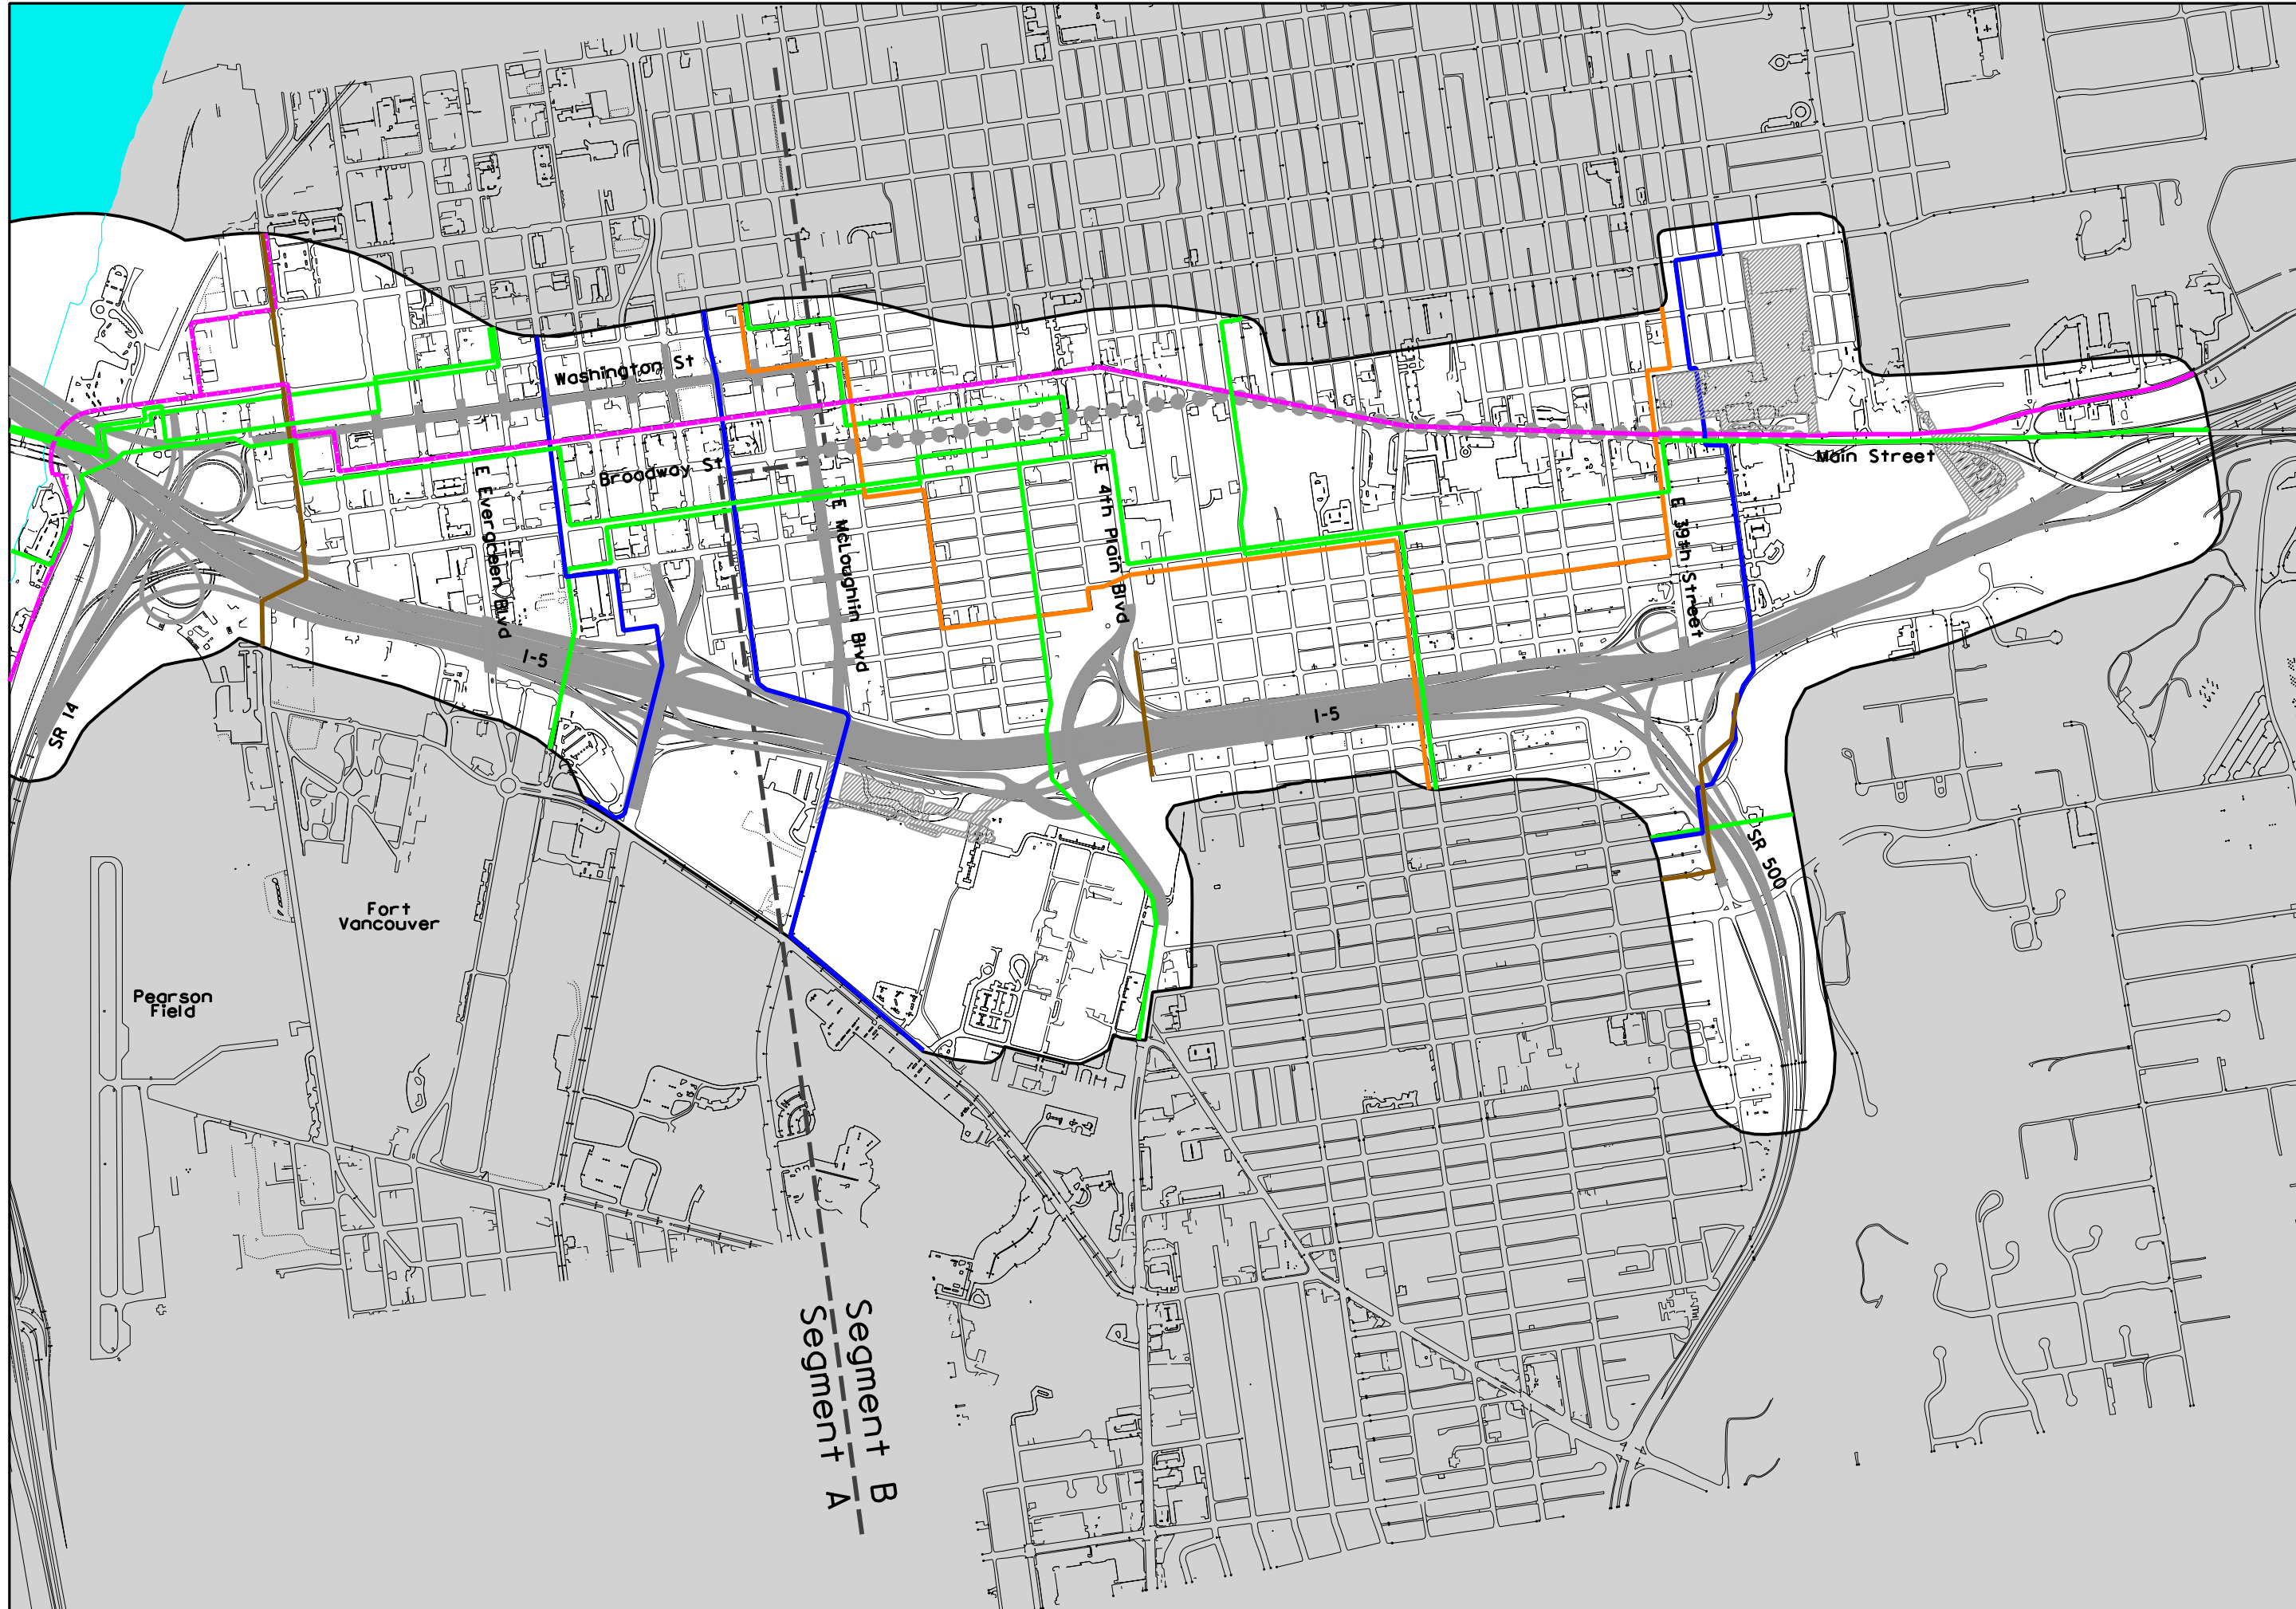 Washington St
Broadway St
E Evergreen Blvd
E McLoughlin Blvd
E 4th Plain Blvd
E 39th Street
Main Street
I-5
I-5
SR 14
SR 500
Fort
Vancouver
Pearson
Field
Segment B
Segment A